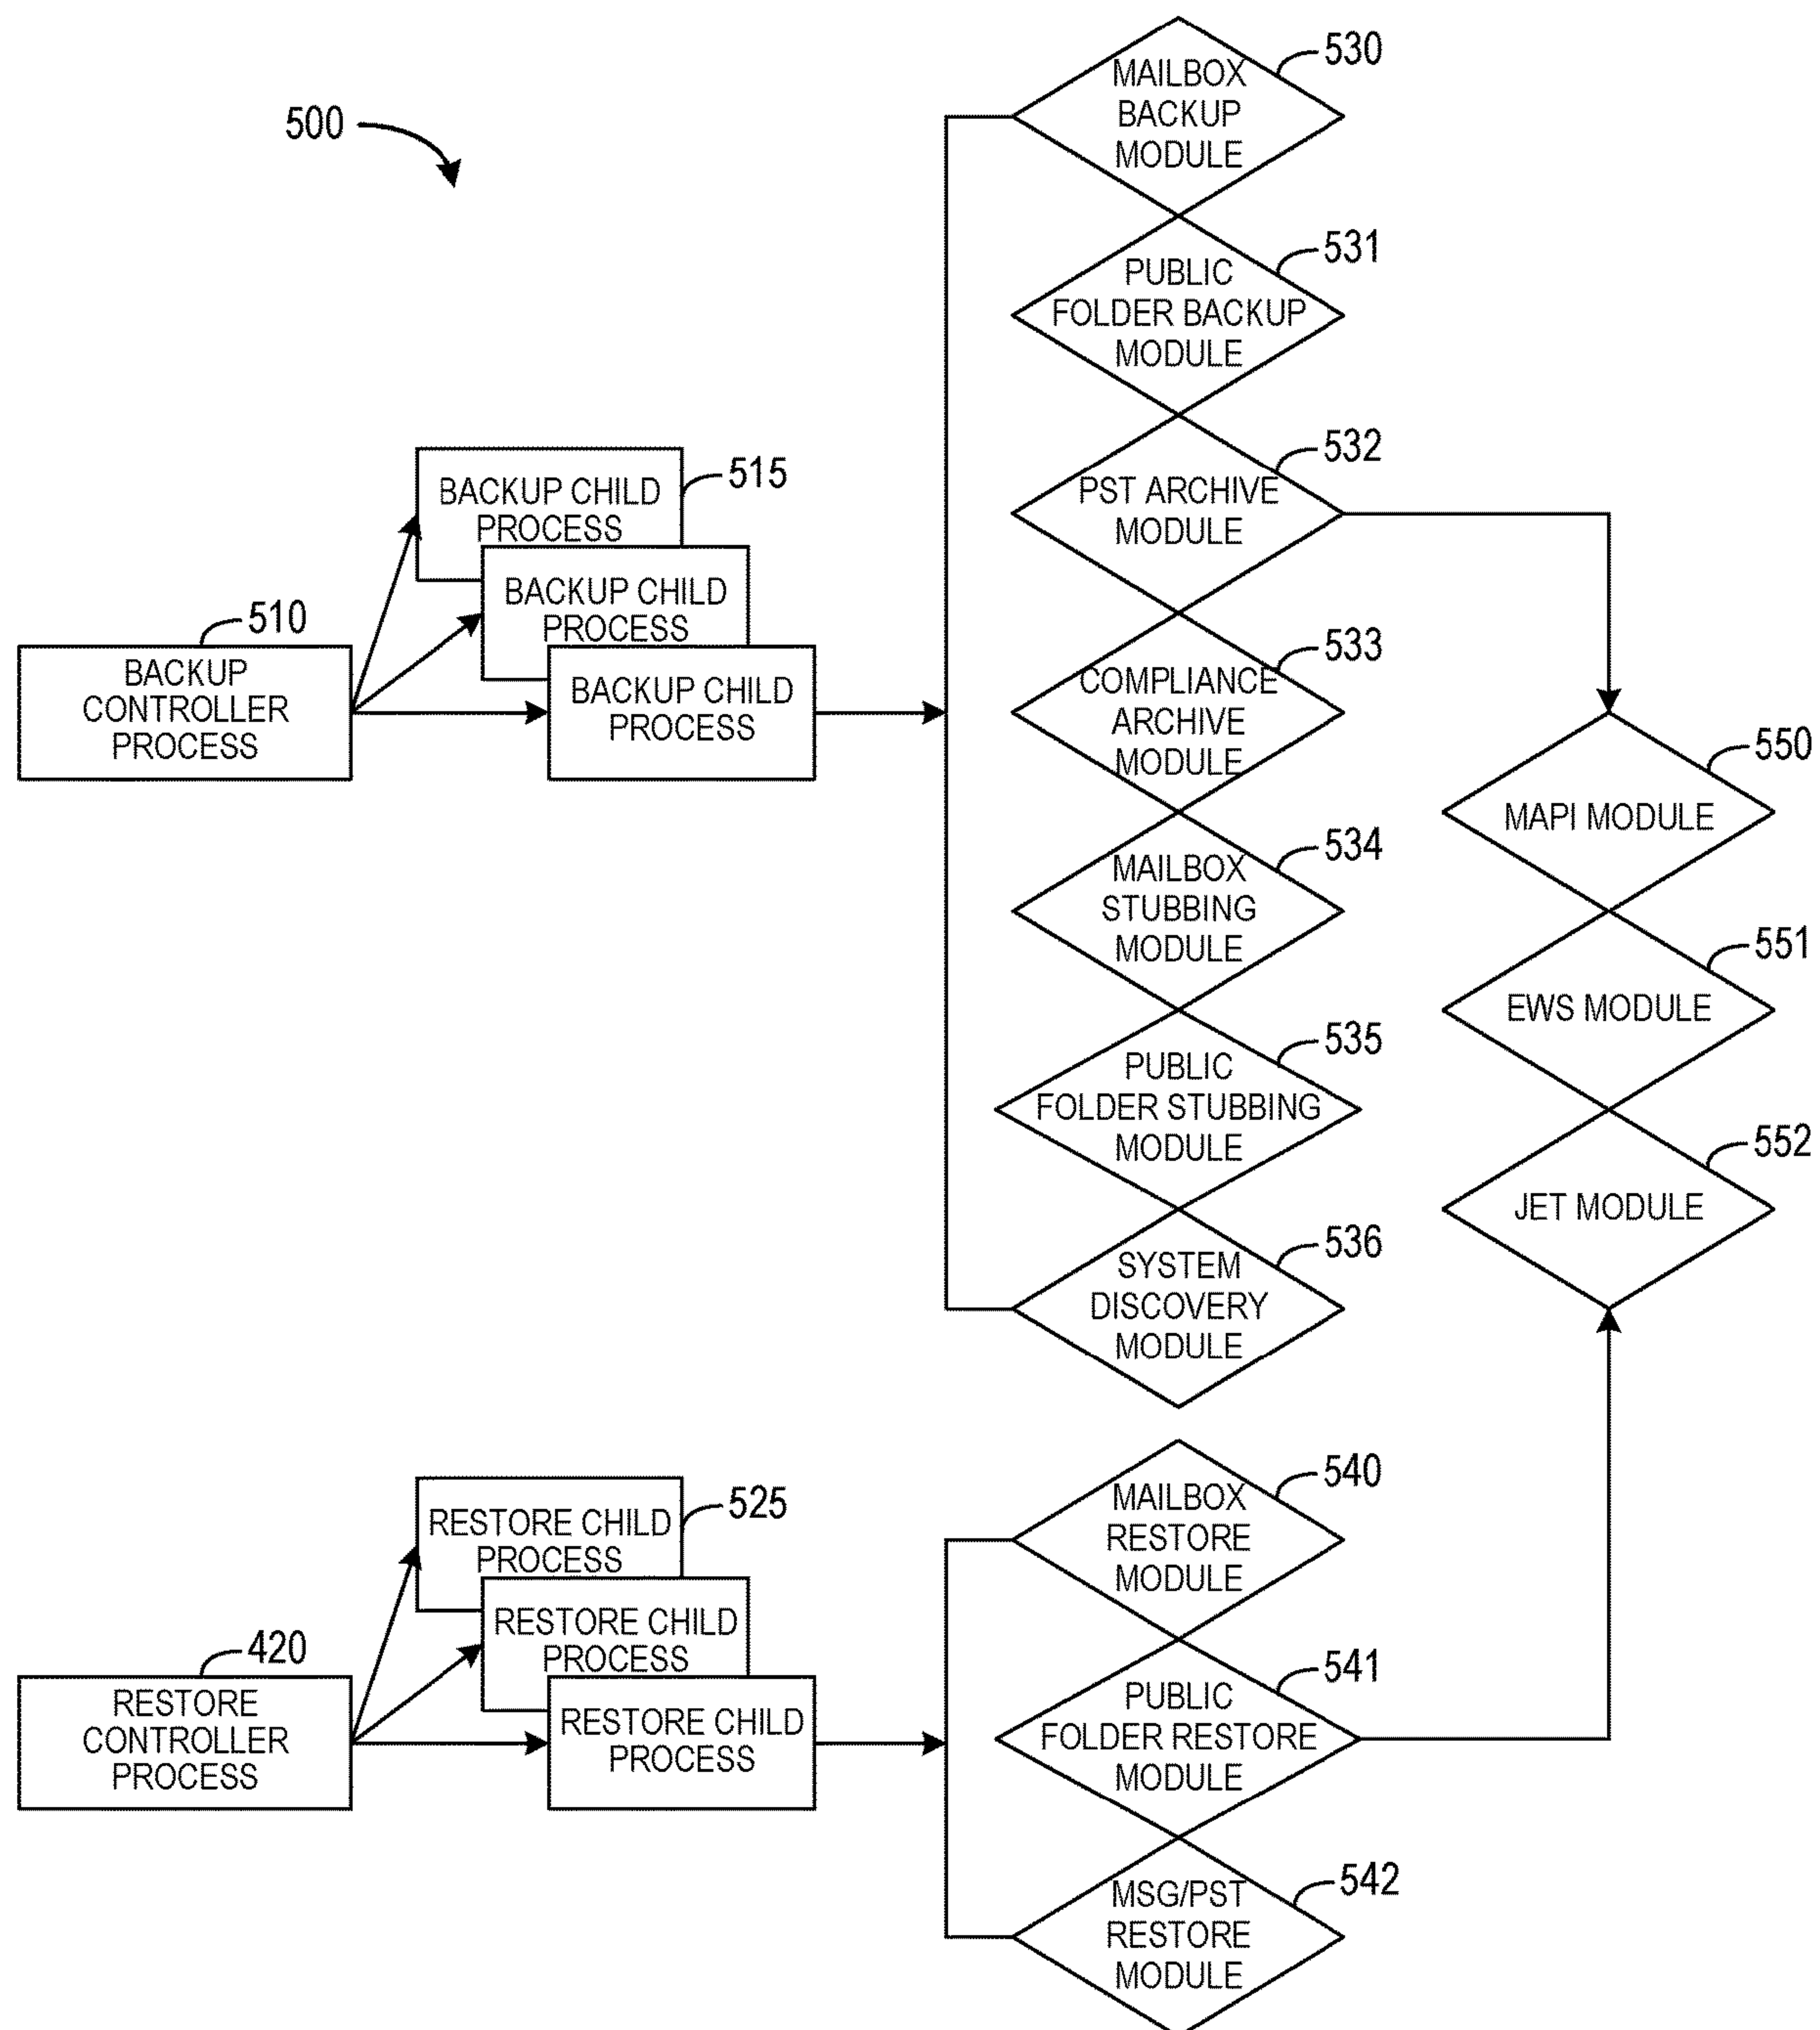 500
510
BACKUP
CONTROLLER
PROCESS
515
BACKUP CHILD
PROCESS
BACKUP CHILD
PROCESS
BACKUP CHILD
PROCESS
530
MAILBOX
BACKUP
MODULE
531
PUBLIC
FOLDER BACKUP
MODULE
532
PST ARCHIVE
MODULE
533
COMPLIANCE
ARCHIVE
MODULE
534
MAILBOX
STUBBING
MODULE
535
PUBLIC
FOLDER STUBBING
MODULE
536
SYSTEM
DISCOVERY
MODULE
550
MAPI MODULE
551
EWS MODULE
552
JET MODULE
420
RESTORE
CONTROLLER
PROCESS
525
RESTORE CHILD
PROCESS
RESTORE CHILD
PROCESS
RESTORE CHILD
PROCESS
540
MAILBOX
RESTORE
MODULE
541
PUBLIC
FOLDER RESTORE
MODULE
542
MSG/PST
RESTORE
MODULE